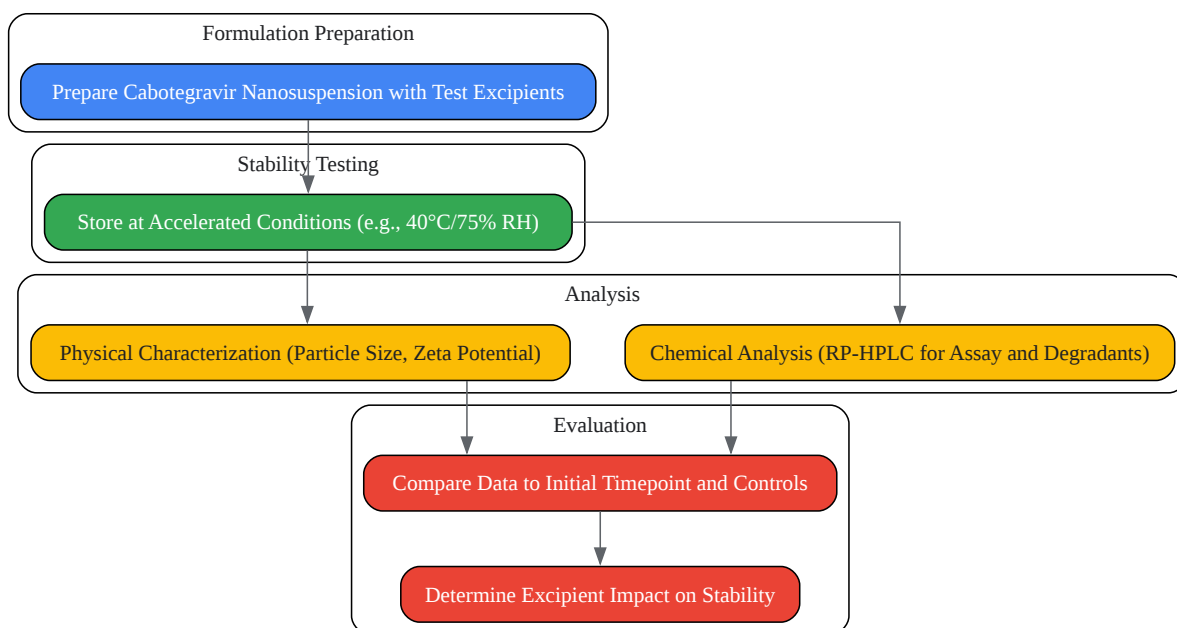 Formulation Preparation
Prepare Cabotegravir Nanosuspension with Test Excipients
Stability Testing
Store at Accelerated Conditions (e.g., 40°C/75% RH)
Analysis
Physical Characterization (Particle Size, Zeta Potential)
Chemical Analysis (RP-HPLC for Assay and Degradants)
Evaluation
Compare Data to Initial Timepoint and Controls
Determine Excipient Impact on Stability